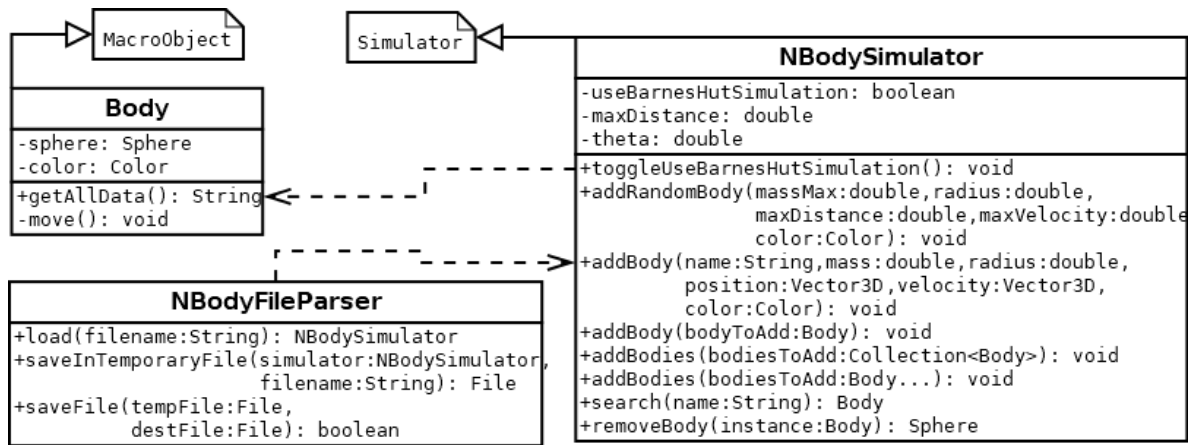 MacroObject
Simulator
Body
-sphere: Sphere
-color: Color
+getAllData(): String
-move(): void
NBodyFileParser
+load(filename:String): NBodySimulator
+saveInTemporaryFile(simulator:NBodySimulator,
filename:String): File
+saveFile(tempFile:File,
destFile:File): boolean
NBodySimulator
-useBarnesHutSimulation: boolean
-maxDistance: double
-theta: double
+toggleUseBarnesHutSimulation(): void
+addRandomBody(massMax:double,radius:double,
maxDistance:double,maxVelocity:double
color:Color): void
+addBody(name:String,mass:double,radius:double,
position:Vector3D,velocity:Vector3D,
color:Color): void
+addBody(bodyToAdd:Body): void
+addBodies(bodiesToAdd:Collection<Body>): void
+addBodies(bodiesToAdd:Body...): void
+search(name:String): Body
+removeBody(instance:Body): Sphere